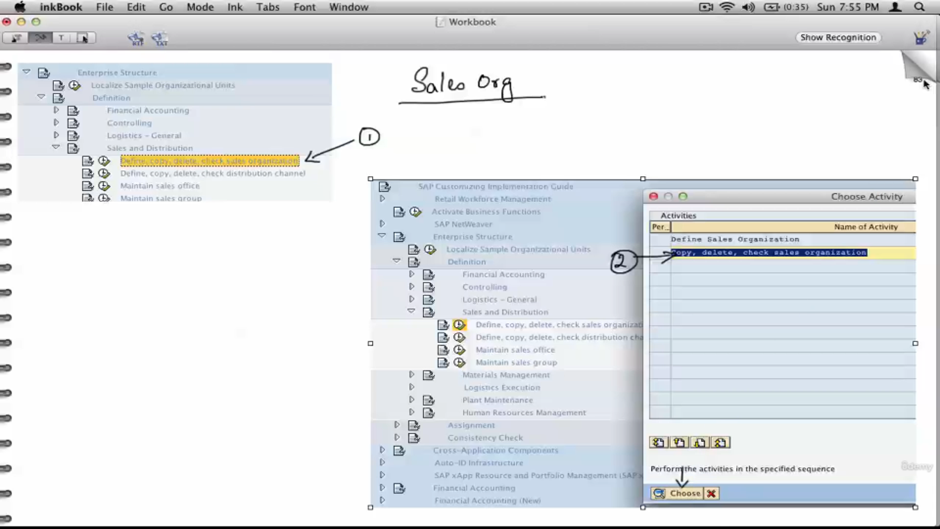 inkBook File Edit Go Mode Ink Tabs Font Window (0:35) Sun 7:55 PM
Workbook
T RTF TXT Show Recognition
83
Sales Org
Enterprise Structure
Localize Sample Organizational Units
Definition
Financial Accounting
Controlling
Logistics - General
Sales and Distribution
Define, copy, delete, check sales organization
Define, copy, delete, check distribution channel
Maintain sales office
Maintain sales group
1
SAP Customizing Implementation Guide
Retail Workforce Management
Activate Business Functions
SAP NetWeaver
Enterprise Structure
Localize Sample Organizational Units
Definition
Financial Accounting
Controlling
Logistics - General
Sales and Distribution
Define, copy, delete, check sales organizat
Define, copy, delete, check distribution cha
Maintain sales office
Maintain sales group
Materials Management
Logistics Execution
Plant Maintenance
Human Resources Management
Assignment
Consistency Check
Cross-Application Components
Auto-ID Infrastructure
SAP xApp Resource and Portfolio Management (SAP x
Financial Accounting
Financial Accounting (New)
2
Choose Activity
Activities
Per... Name of Activity
Define Sales Organization
opy, delete, check sales organization
Perform the activities in the specified sequence
Choose
Udemy